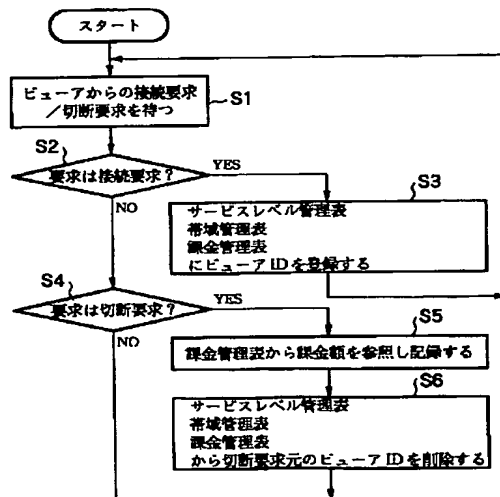 スタート
ビューアからの接続要求
/切断要求を待つ
S1
S2
要求は接続要求?
YES
NO
S3
サービスレベル管理表
帯域管理表
課金管理表
にビューアIDを登録する
S4
要求は切断要求?
YES
NO
S5
課金管理表から課金額を参照し記録する
S6
サービスレベル管理表
帯域管理表
課金管理表
から切断要求元のビューアIDを削除する